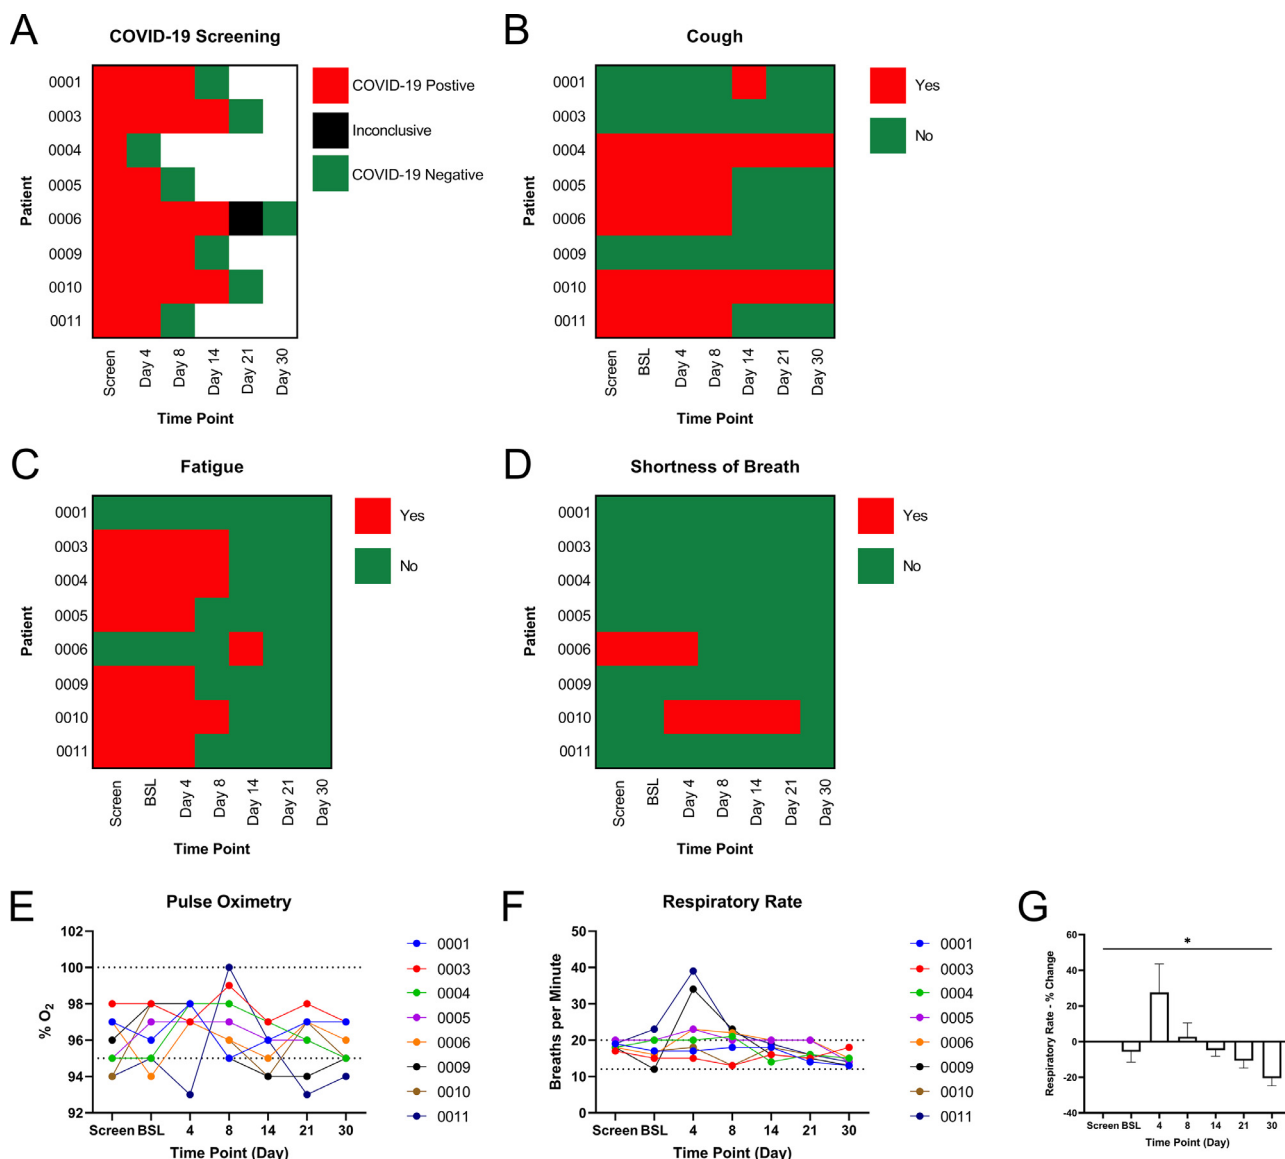 A
COVID-19 Screening
Patient
0001
0003
0004
0005
0006
0009
0010
0011
Screen
Day 4
Day 8
Day 14
Day 21
Day 30
Time Point
COVID-19 Postive
Inconclusive
COVID-19 Negative
B
Cough
Patient
0001
0003
0004
0005
0006
0009
0010
0011
Screen
BSL
Day 4
Day 8
Day 14
Day 21
Day 30
Time Point
Yes
No
C
Fatigue
Patient
0001
0003
0004
0005
0006
0009
0010
0011
Screen
BSL
Day 4
Day 8
Day 14
Day 21
Day 30
Time Point
Yes
No
D
Shortness of Breath
Patient
0001
0003
0004
0005
0006
0009
0010
0011
Screen
BSL
Day 4
Day 8
Day 14
Day 21
Day 30
Time Point
Yes
No
E
Pulse Oximetry
% O2
102
100
98
96
94
92
Screen BSL 4 8 14 21 30
Time Point (Day)
0001
0003
0004
0005
0006
0009
0010
0011
F
Respiratory Rate
Breaths per Minute
50
40
30
20
10
0
Screen BSL 4 8 14 21 30
Time Point (Day)
0001
0003
0004
0005
0006
0009
0010
0011
G
Respiratory Rate - % Change
60
40
20
0
-20
-40
*
Screen BSL 4 8 14 21 30
Time Point (Day)